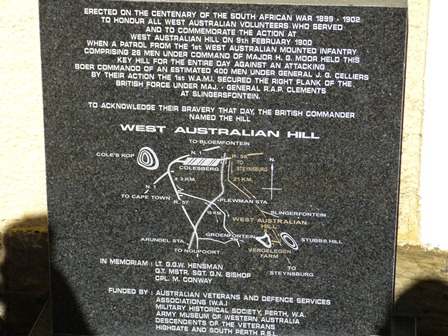 ERECTED ON THE CENTENARY OF THE SOUTH AFRICAN WAR 1899 - 1902
TO HONOUR ALL WEST AUSTRALIAN VOLUNTEERS WHO SERVED
AND TO COMMEMORATE THE ACTION AT
WEST AUSTRALIAN HILL ON 9th FEBRUARY 1900
WHEN A PATROL FROM THE 1st WEST AUSTRALIAN MOUNTED INFANTRY
COMPRISING 26 MEN UNDER COMMAND OF MAJOR H.G. MOOR HELD THIS
KEY HILL FOR THE ENTIRE DAY AGAINST AN ATTACKING
BOER COMMANDO OF AN ESTIMATED 400 MEN UNDER GENERAL J.G. CELLIERS
BY THEIR ACTION THE 1st W.A.M.I. SECURED THE RIGHT FLANK OF THE
BRITISH FORCE UNDER MAJ. - GENERAL R.A.P. CLEMENTS
AT SLINGERSFONTEIN.
TO ACKNOWLEDGE THEIR BRAVERY THAT DAY, THE BRITISH COMMANDER
NAMED THE HILL
WEST AUSTRALIAN HILL
TO BLOEMFONTEIN
COLE'S KOP
N. 1
R. 58
N.
COLESBERG
TO
STEYNSBURG
± 3 KM.
21 KM.
N. 1
TO CAPE TOWN
R. 57
PLEWMAN STA
SLINGERFONTEIN
WEST AUSTRALIAN
HILL
ARUNDEL STA
GROENFONTEIN
STUBBS HILL
VERGELEGEN
FARM
TO NOUPOORT
TO
STEYNSBURG
IN MEMORIAM : LT. G.G.W. HENSMAN
Q.T. MSTR. SGT. G.N. BISHOP
CPL. M. CONWAY
FUNDED BY : AUSTRALIAN VETERANS AND DEFENCE SERVICES
ASSOCIATIONS (W.A.)
MILITARY HISTORICAL SOCIETY, PERTH, W.A.
ARMY MUSEUM OF WESTERN AUSTRALIA
DESCENDENTS OF THE VETERANS
HIGHGATE AND SOUTH PERTH R.S.L.